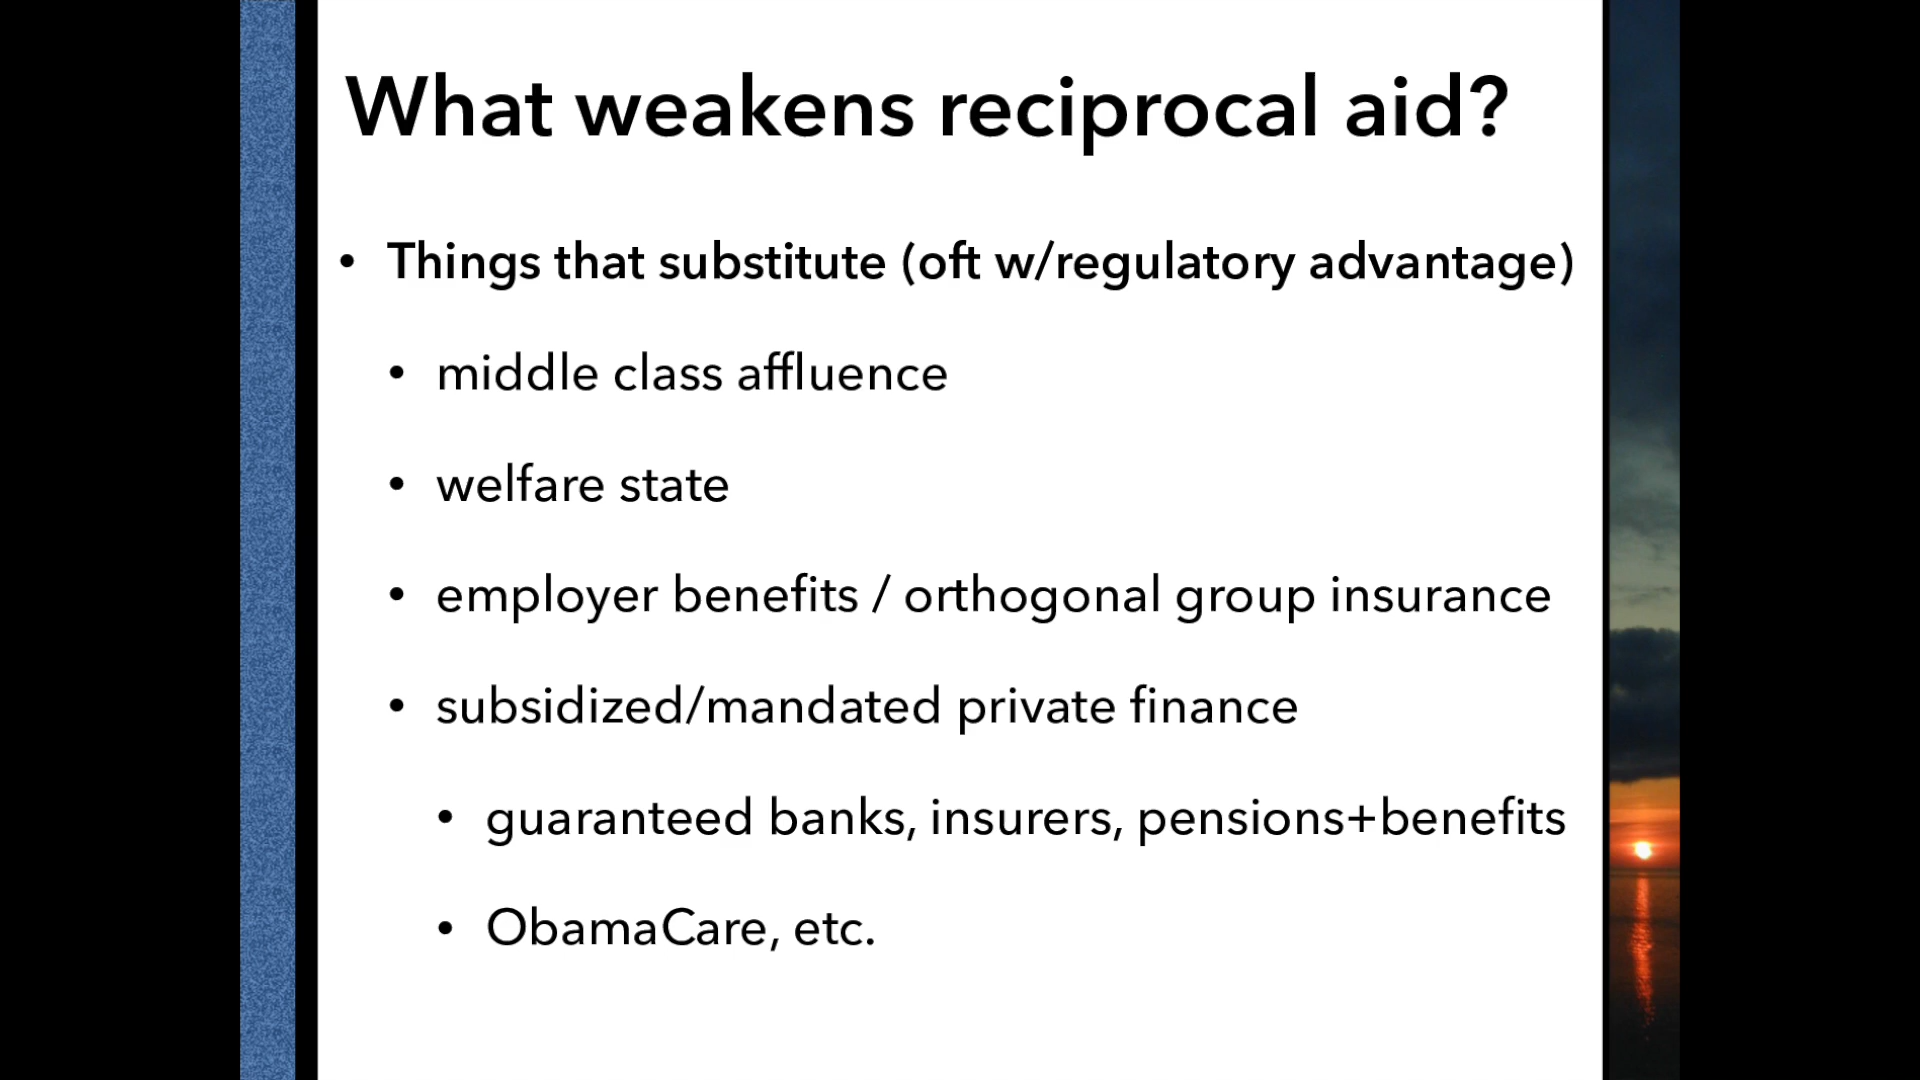 What weakens reciprocal aid?
• Things that substitute (oft w/regulatory advantage)
• middle class affluence
• welfare state
• employer benefits / orthogonal group insurance
• subsidized/mandated private finance
• guaranteed banks, insurers, pensions+benefits
• ObamaCare, etc.